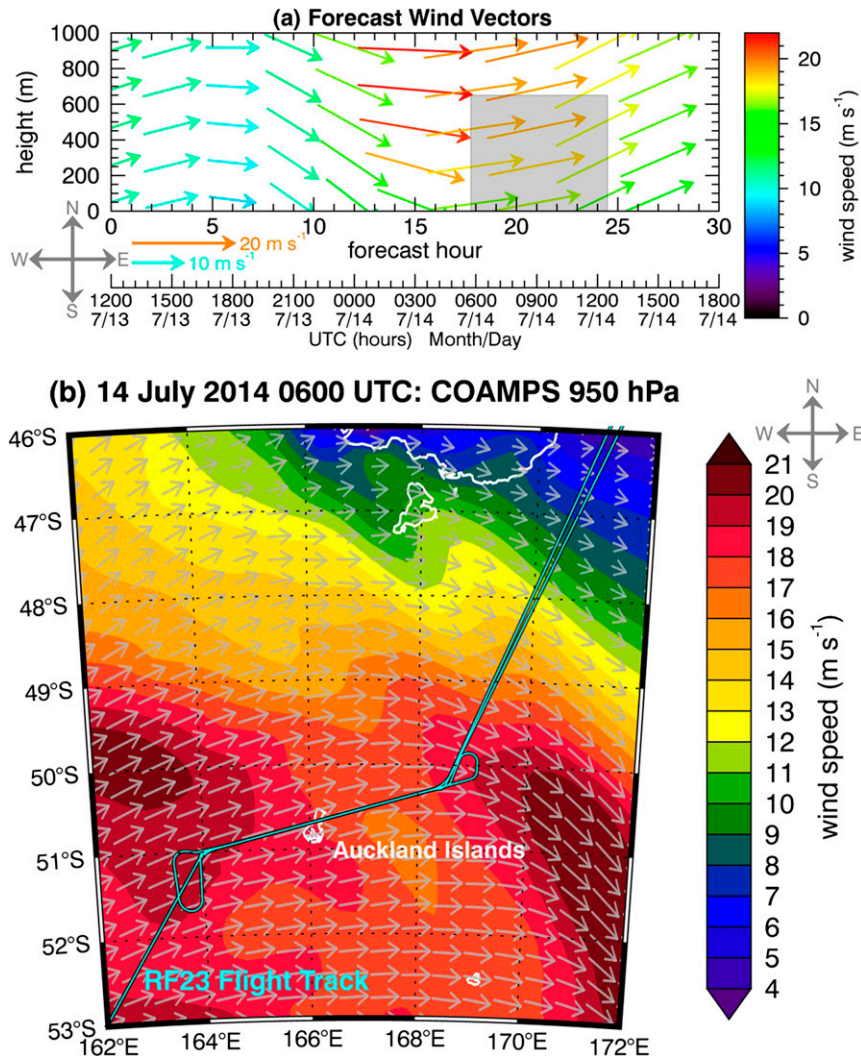 (a) Forecast Wind Vectors
1000
800
600
400
200
0
height (m)
0 5 10 15 20 25 30
forecast hour
20 m s⁻¹
10 m s⁻¹
N
W E
S
1200 1500 1800 2100 0000 0300 0600 0900 1200 1500 1800
7/13 7/13 7/13 7/13 7/14 7/14 7/14 7/14 7/14 7/14 7/14
UTC (hours) Month/Day
20
15
10
5
0
wind speed (m s⁻¹)
(b) 14 July 2014 0600 UTC: COAMPS 950 hPa
N
W E
S
46°S
47°S
48°S
49°S
50°S
51°S
52°S
53°S
Auckland Islands
RF23 Flight Track
162°E 164°E 166°E 168°E 170°E 172°E
21
20
19
18
17
16
15
14
13
12
11
10
9
8
7
6
5
4
wind speed (m s⁻¹)